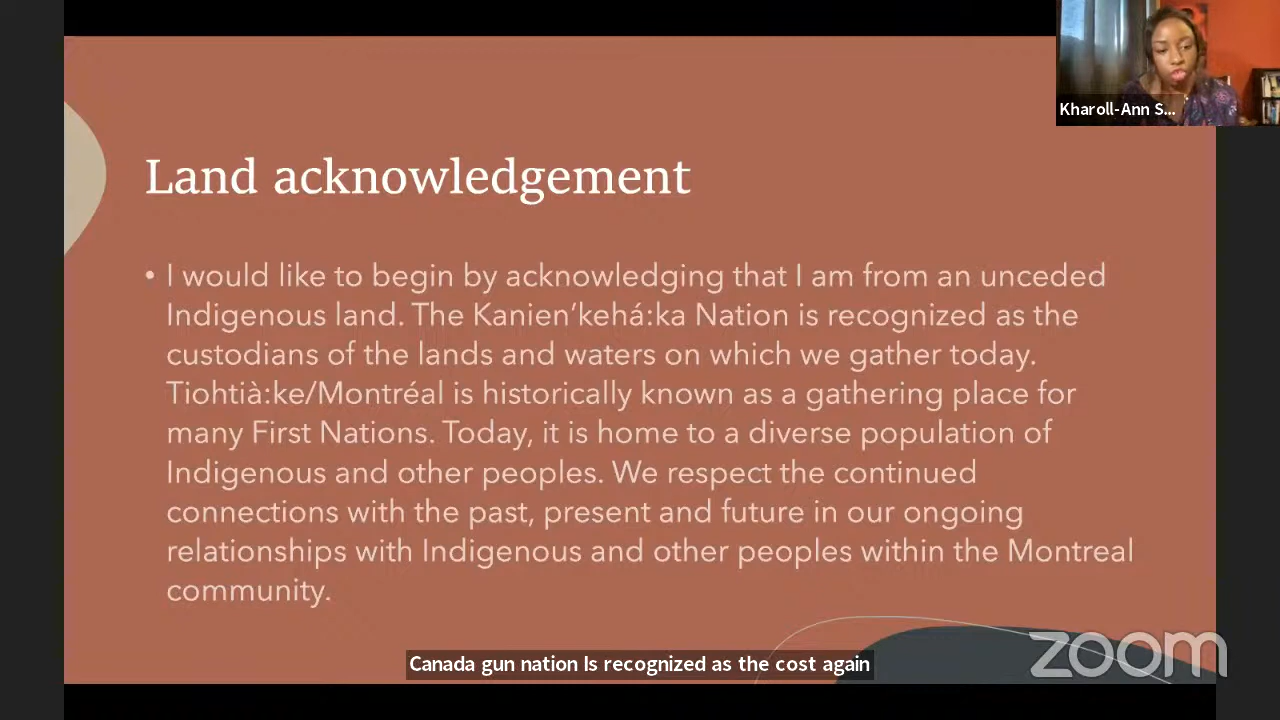 Kharoll-Ann S...
Land acknowledgement
• I would like to begin by acknowledging that I am from an unceded
Indigenous land. The Kanien’kehá:ka Nation is recognized as the
custodians of the lands and waters on which we gather today.
Tiohtià:ke/Montréal is historically known as a gathering place for
many First Nations. Today, it is home to a diverse population of
Indigenous and other peoples. We respect the continued
connections with the past, present and future in our ongoing
relationships with Indigenous and other peoples within the Montreal
community.
Canada gun nation Is recognized as the cost again
zoom